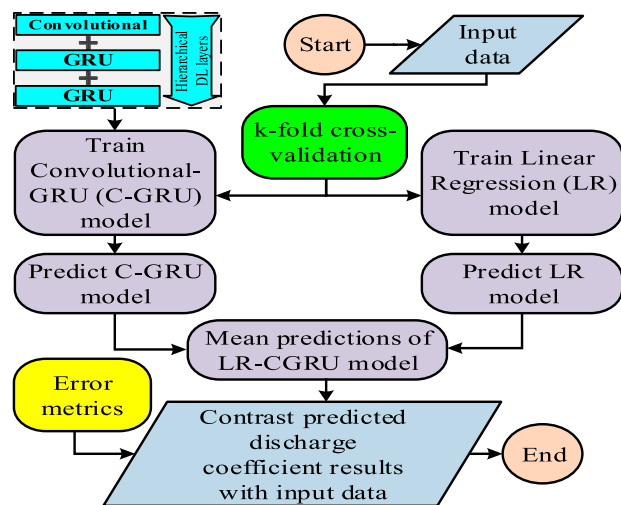 Convolutional
+
GRU
+
GRU
Hierarchical
DL layers
Start
Input
data
k-fold cross-
validation
Train
Convolutional-
GRU (C-GRU)
model
Train Linear
Regression (LR)
model
Predict C-GRU
model
Predict LR
model
Mean predictions of
LR-CGRU model
Error
metrics
Contrast predicted
discharge
coefficient results
with input data
End